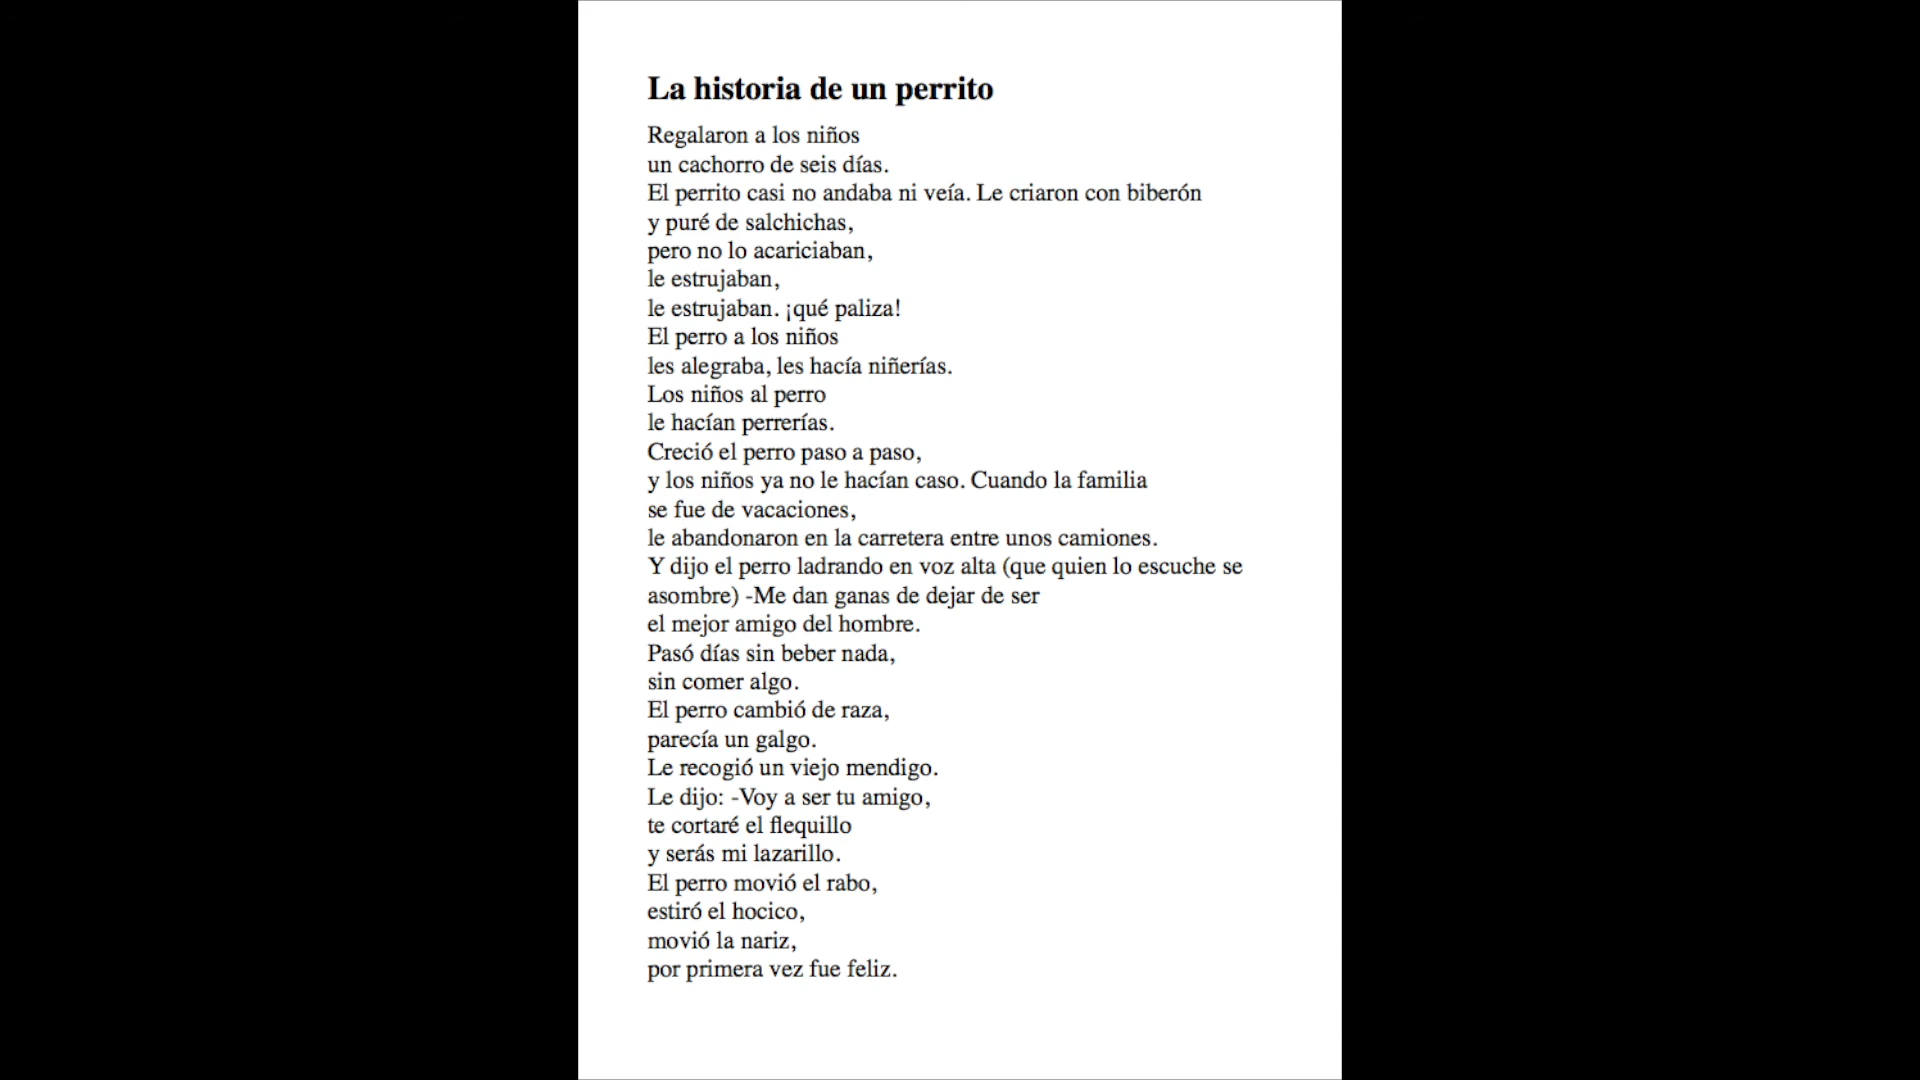 La historia de un perrito
Regalaron a los niños
un cachorro de seis días.
El perrito casi no andaba ni veía. Le criaron con biberón
y puré de salchichas,
pero no lo acariciaban,
le estrujaban,
le estrujaban. ¡qué paliza!
El perro a los niños
les alegraba, les hacía niñerías.
Los niños al perro
le hacían perrerías.
Creció el perro paso a paso,
y los niños ya no le hacían caso. Cuando la familia
se fue de vacaciones,
le abandonaron en la carretera entre unos camiones.
Y dijo el perro ladrando en voz alta (que quien lo escuche se
asombre) -Me dan ganas de dejar de ser
el mejor amigo del hombre.
Pasó días sin beber nada,
sin comer algo.
El perro cambió de raza,
parecía un galgo.
Le recogió un viejo mendigo.
Le dijo: -Voy a ser tu amigo,
te cortaré el flequillo
y serás mi lazarillo.
El perro movió el rabo,
estiró el hocico,
movió la nariz,
por primera vez fue feliz.